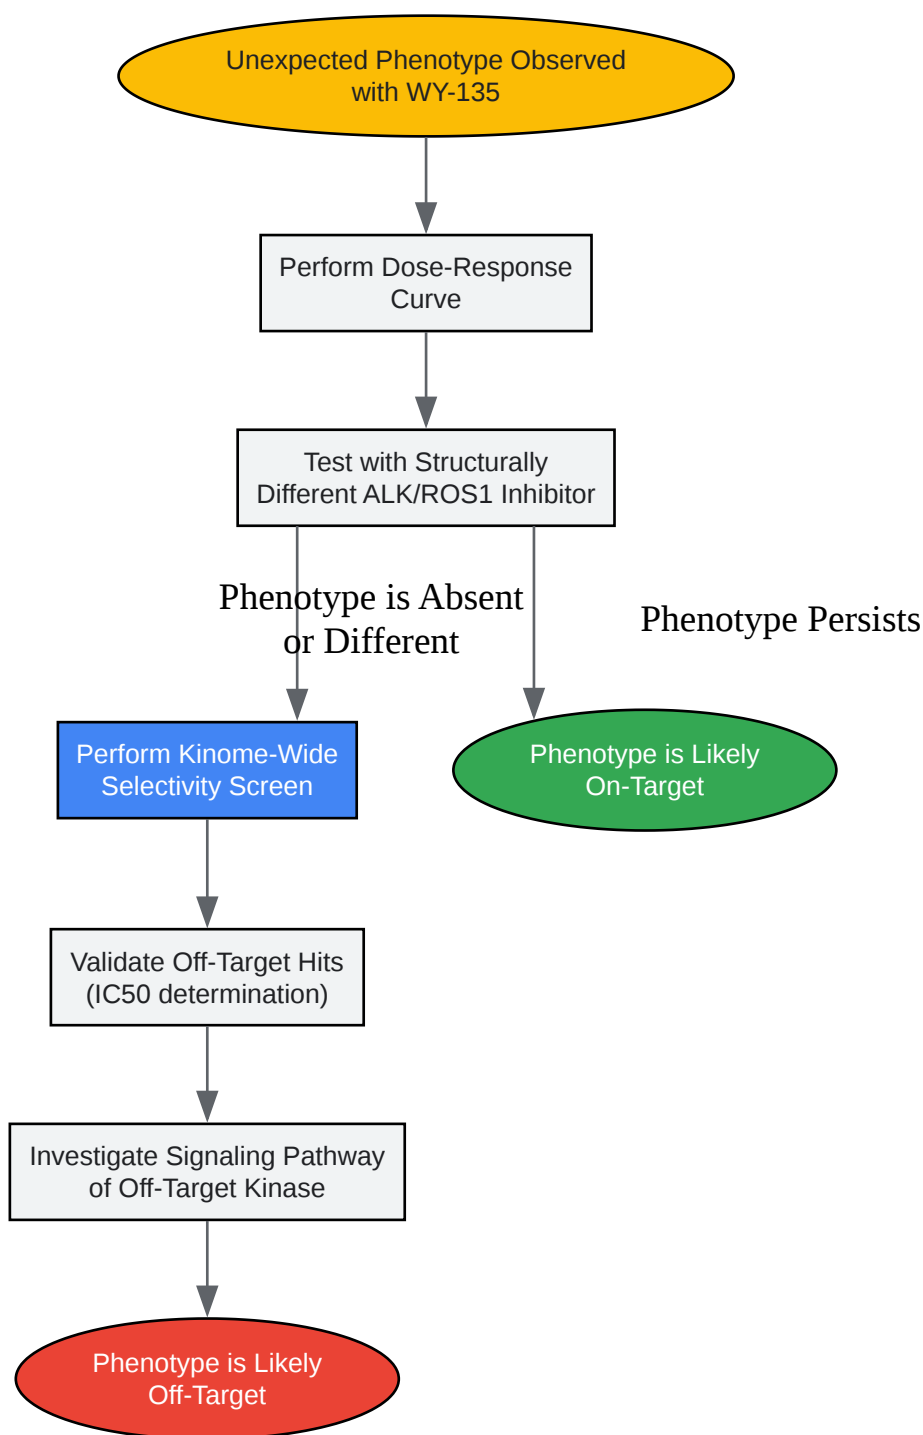 Unexpected Phenotype Observed
with WY-135
Perform Dose-Response
Curve
Test with Structurally
Different ALK/ROS1 Inhibitor
Phenotype is Absent
or Different
Phenotype Persists
Perform Kinome-Wide
Selectivity Screen
Phenotype is Likely
On-Target
Validate Off-Target Hits
(IC50 determination)
Investigate Signaling Pathway
of Off-Target Kinase
Phenotype is Likely
Off-Target